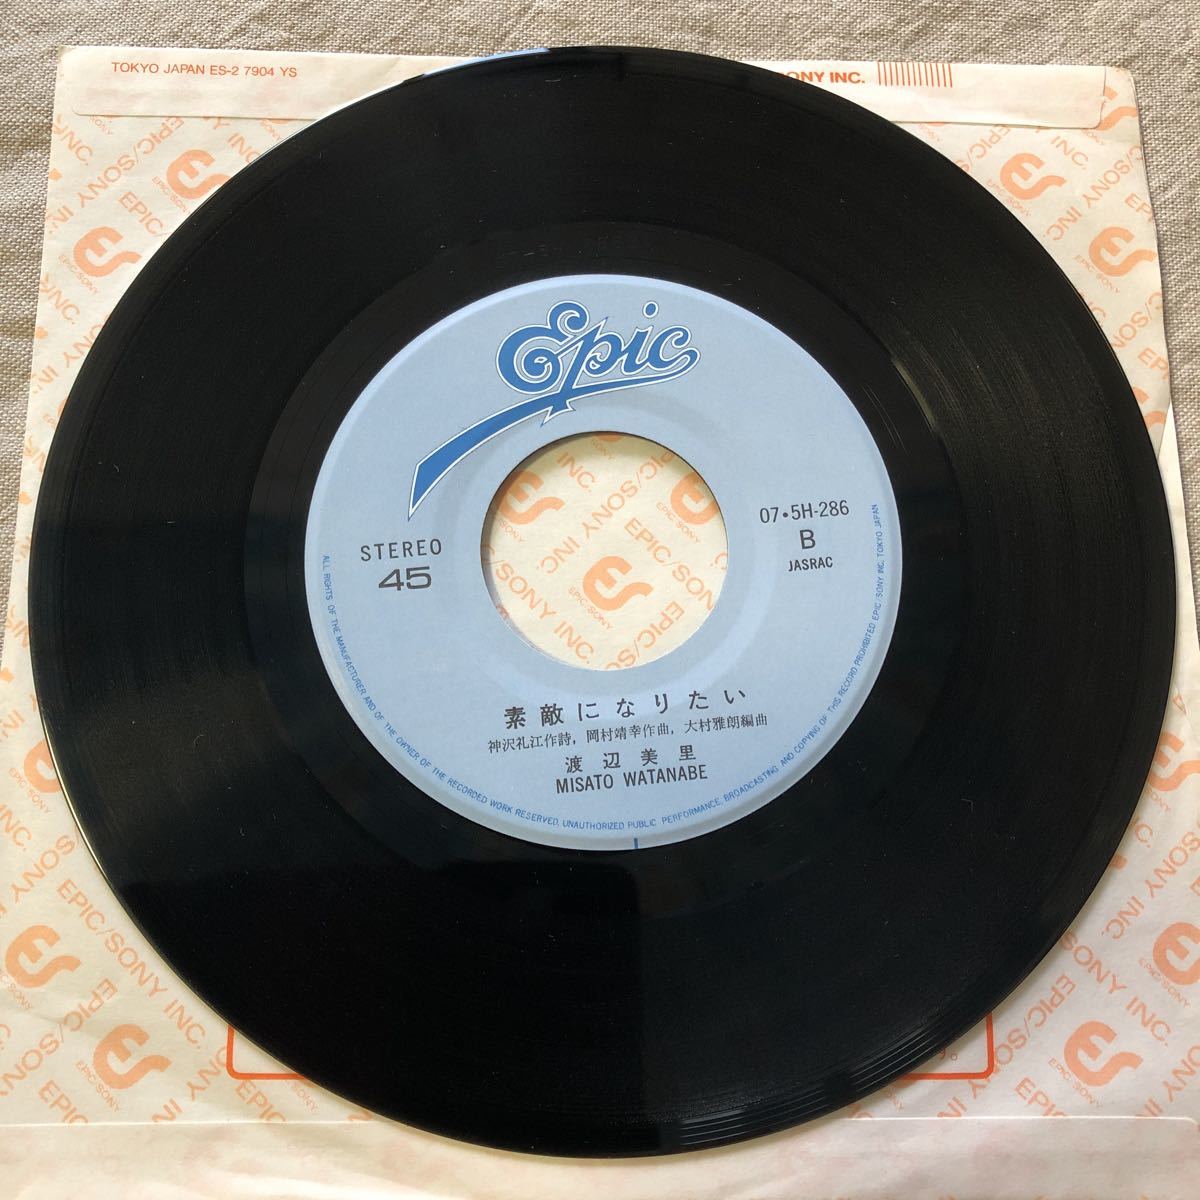 TOKYO JAPAN ES-2 7904 YS
SONY INC.
Epic
STEREO
45
07・5H-286
B
JASRAC
素敵になりたい
神沢礼江作詩, 岡村靖幸作曲, 大村雅朗編曲
渡辺美里
MISATO WATANABE
ALL RIGHTS OF THE MANUFACTURER AND OF THE OWNER OF THE RECORDED WORK RESERVED, UNAUTHORIZED PUBLIC PERFORMANCE, BROADCASTING AND COPYING OF THIS RECORD PROHIBITED EPIC/SONY INC. TOKYO JAPAN
EPIC/SONY INC.
ES
EPIC/SONY